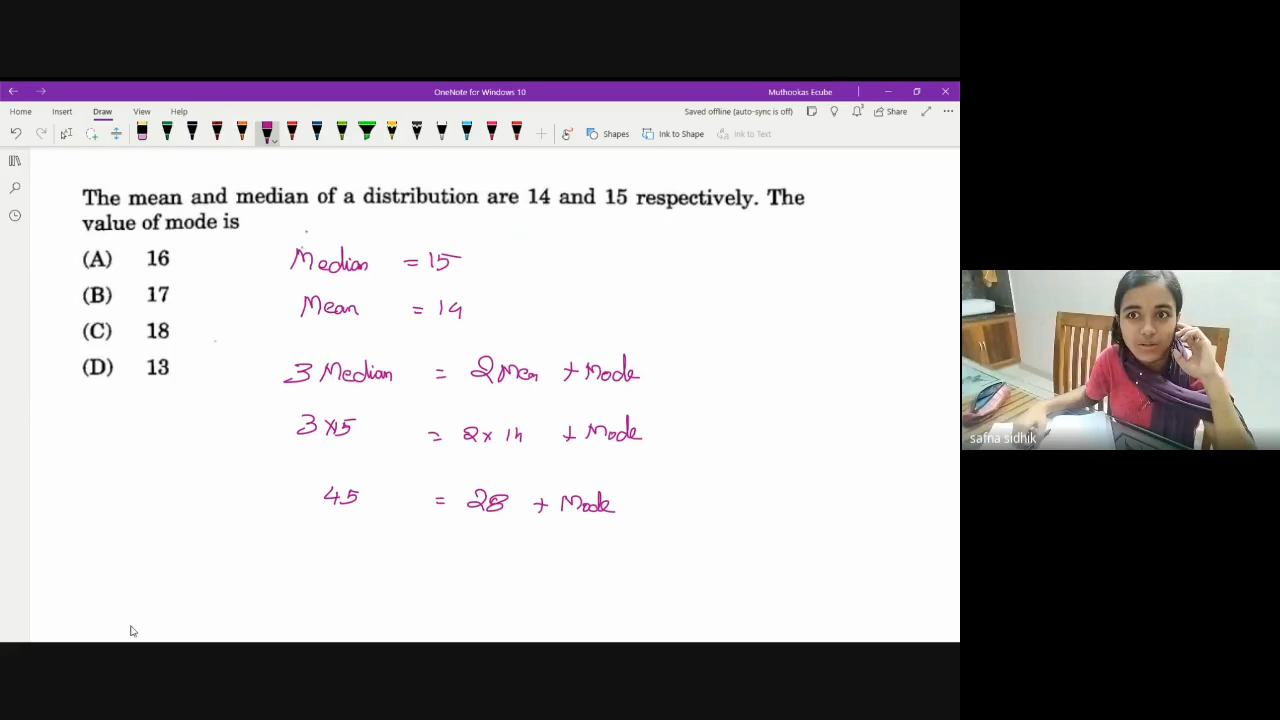 OneNote for Windows 10
Muthookas Ecube
Home Insert Draw View Help
Saved offline (auto-sync is off)
3
Share
Shapes
Ink to Shape
Ink to Text
The mean and median of a distribution are 14 and 15 respectively. The
value of mode is
(A) 16
(B) 17
(C) 18
(D) 13
Median = 15
Mean = 14
3 Median = 2 Mean + Mode
3 × 15 = 2 × 14 + Mode
45 = 28 + Mode
safna sidhik